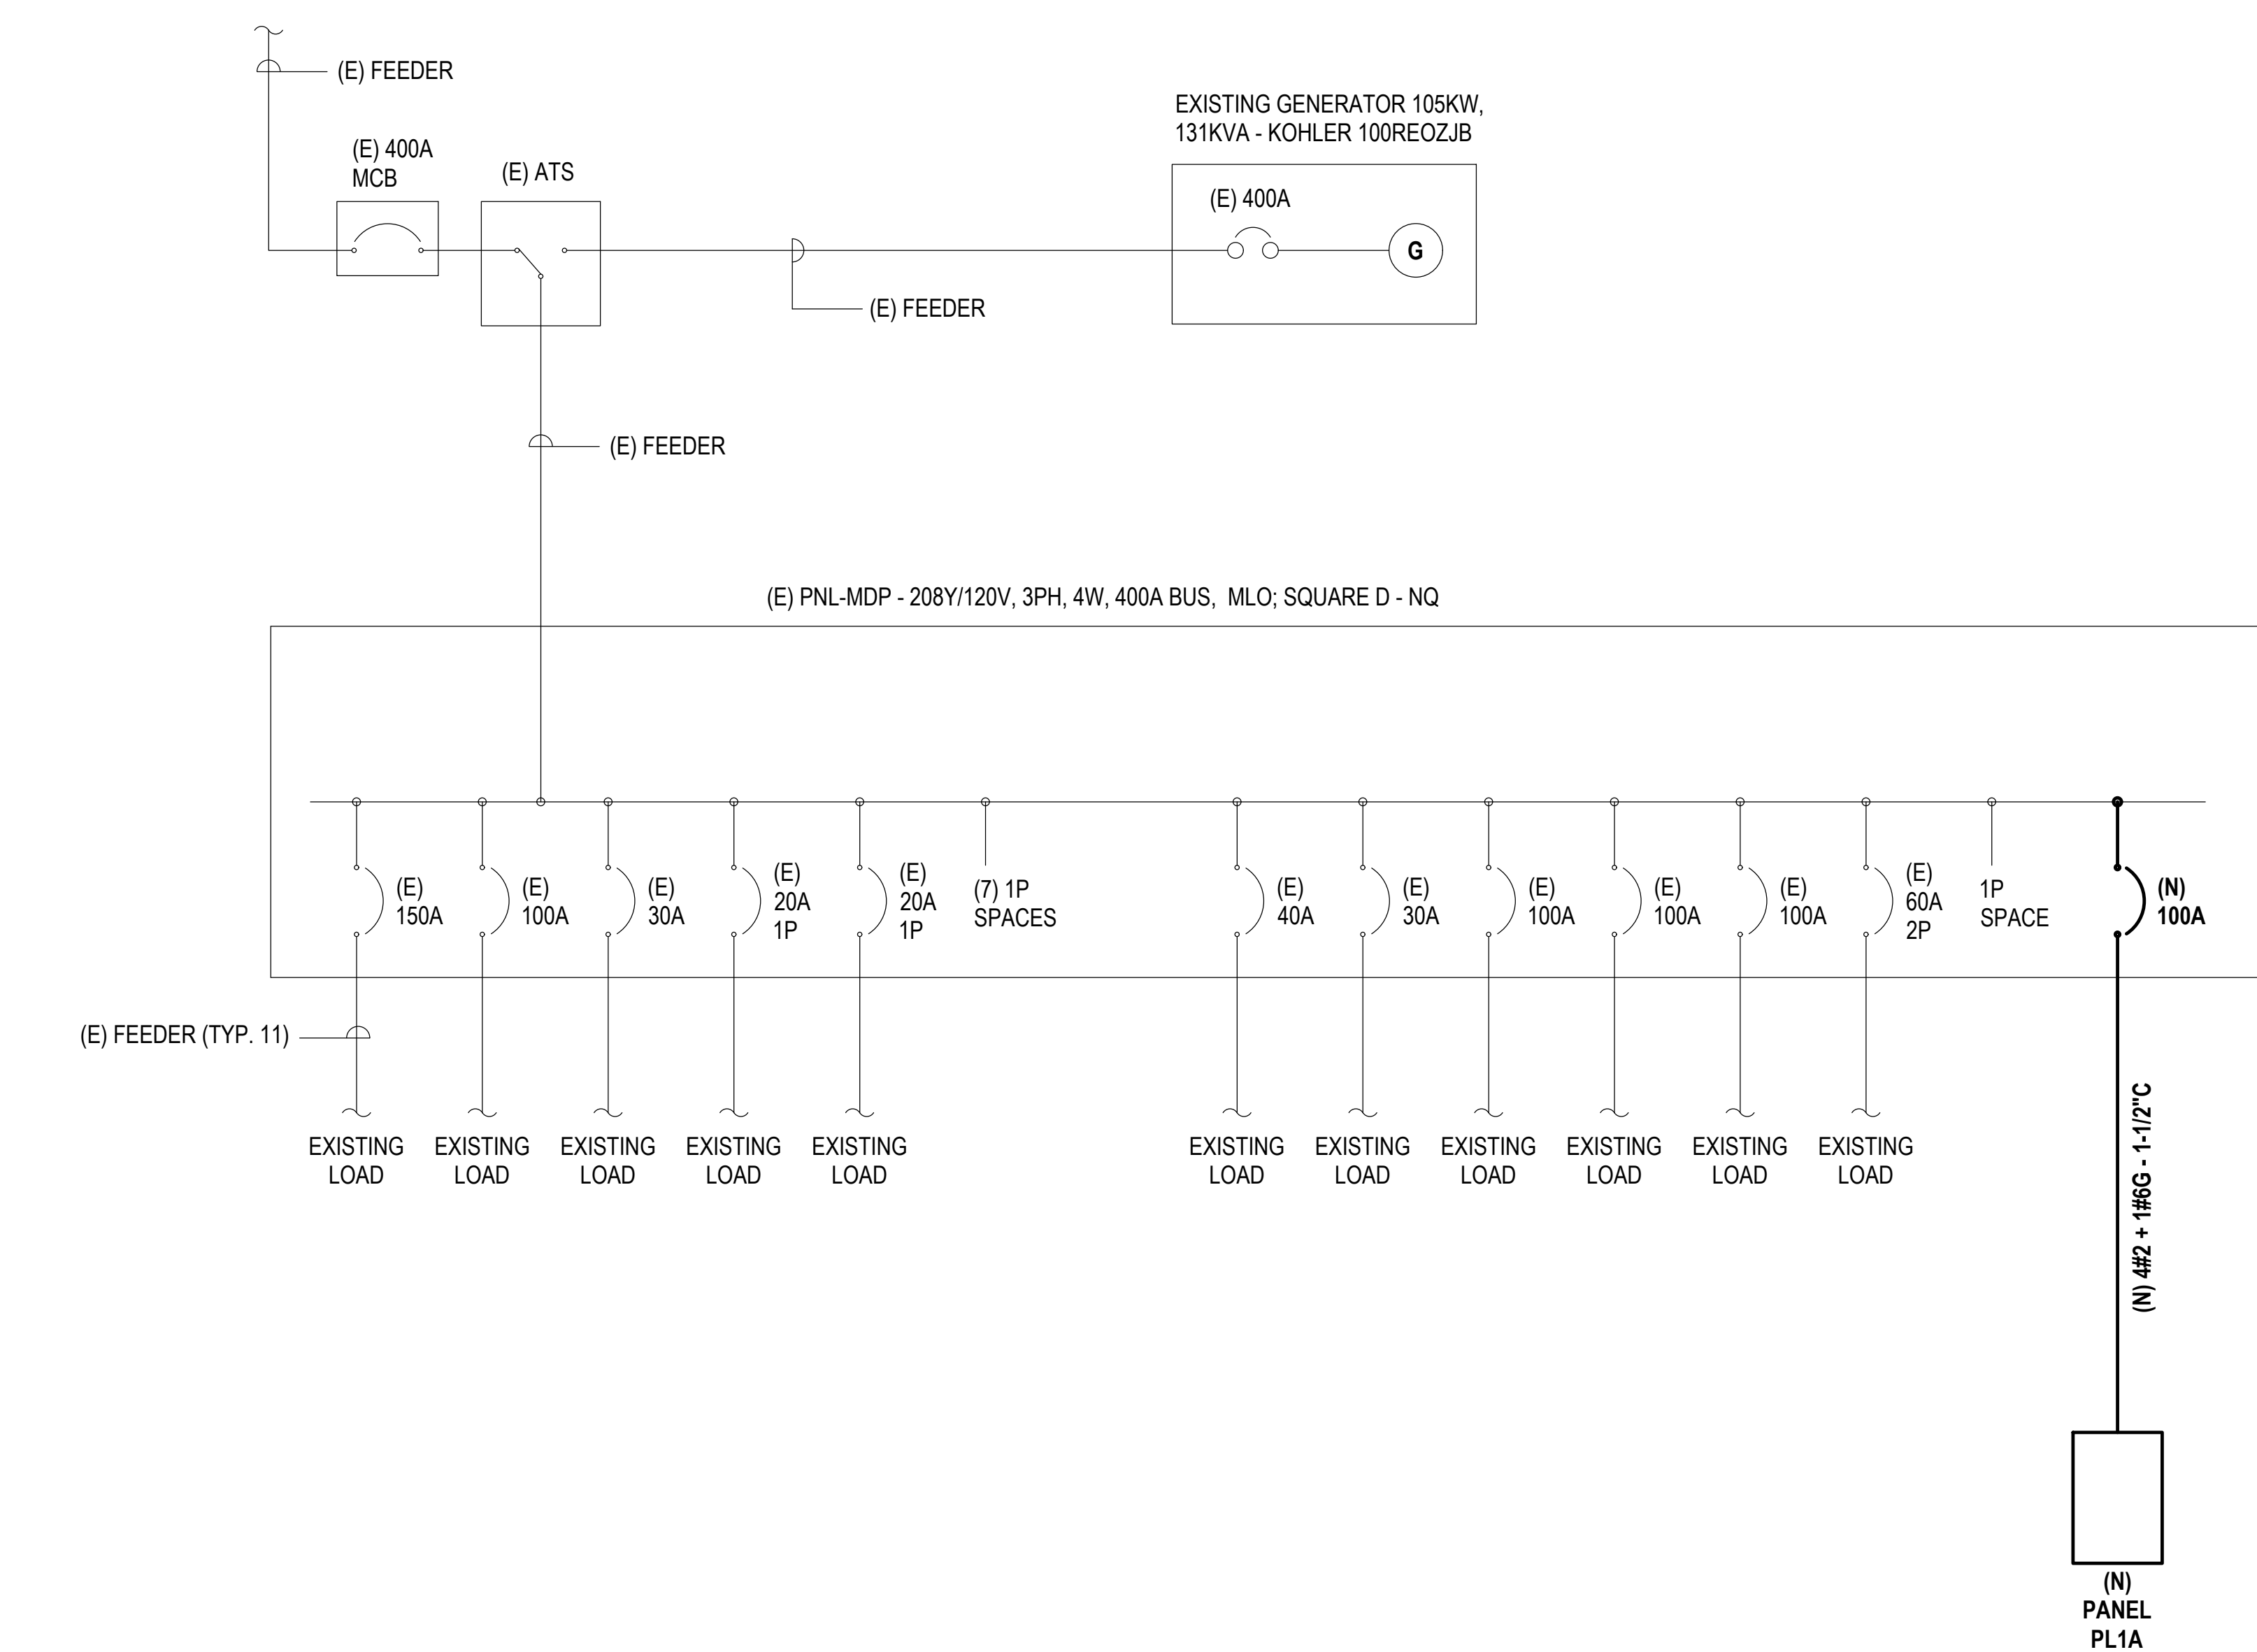 (E) FEEDER
EXISTING GENERATOR 105KW,
131KVA - KOHLER 100REOZJB
(E) 400A
MCB
(E) ATS
(E) 400A
G
(E) FEEDER
(E) FEEDER
(E) PNL-MDP - 208Y/120V, 3PH, 4W, 400A BUS, MLO; SQUARE D - NQ
(E)
150A
(E)
100A
(E)
30A
(E)
20A
1P
(E)
20A
1P
(7) 1P
SPACES
(E)
40A
(E)
30A
(E)
100A
(E)
100A
(E)
100A
(E)
60A
2P
1P
SPACE
(N)
100A
(E) FEEDER (TYP. 11)
EXISTING
LOAD
EXISTING
LOAD
EXISTING
LOAD
EXISTING
LOAD
EXISTING
LOAD
EXISTING
LOAD
EXISTING
LOAD
EXISTING
LOAD
EXISTING
LOAD
EXISTING
LOAD
EXISTING
LOAD
(N) 4#2 + 1#6G - 1-1/2"C
(N)
PANEL
PL1A